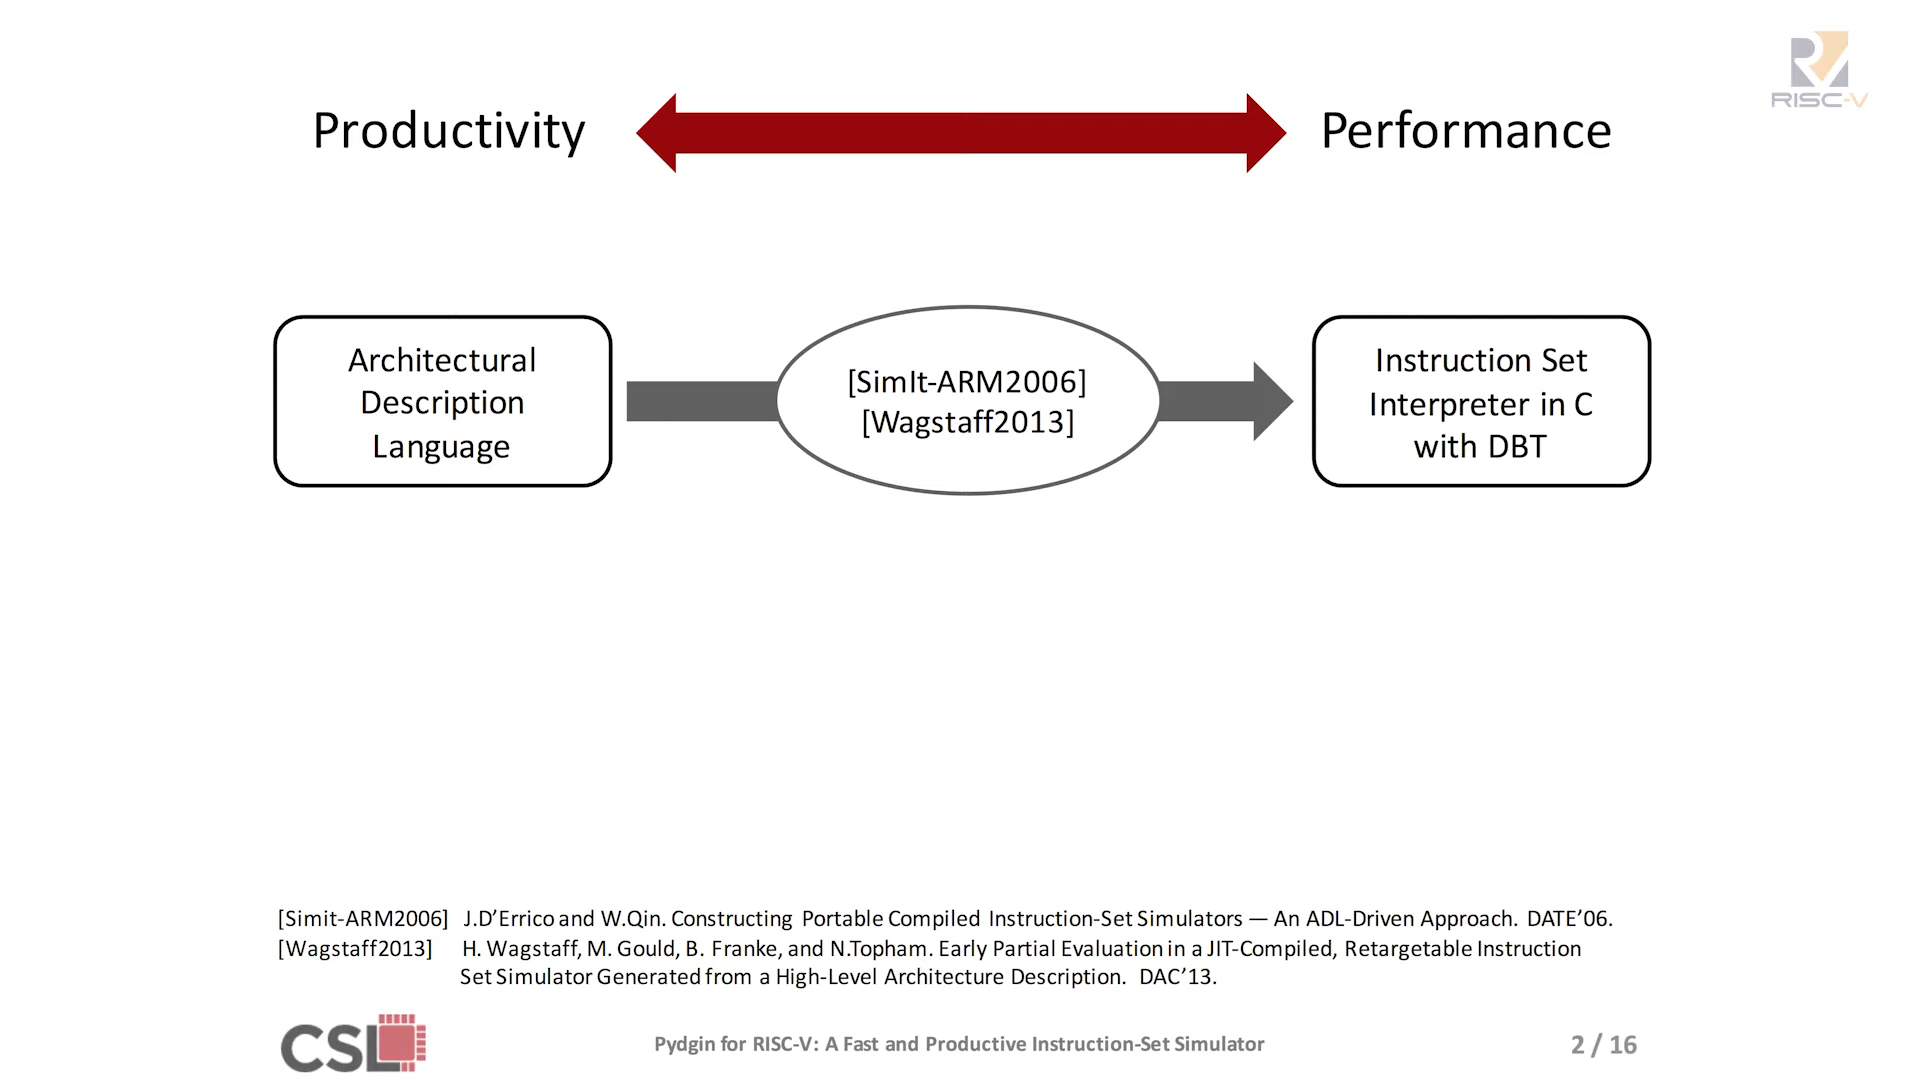 RISC-V
Productivity
Performance
Architectural
Description
Language
[SimIt-ARM2006]
[Wagstaff2013]
Instruction Set
Interpreter in C
with DBT
[Simit-ARM2006] J.D’Errico and W.Qin. Constructing Portable Compiled Instruction-Set Simulators — An ADL-Driven Approach. DATE’06.
[Wagstaff2013] H. Wagstaff, M. Gould, B. Franke, and N.Topham. Early Partial Evaluation in a JIT-Compiled, Retargetable Instruction
Set Simulator Generated from a High-Level Architecture Description. DAC’13.
CSL
Pydgin for RISC-V: A Fast and Productive Instruction-Set Simulator
2 / 16